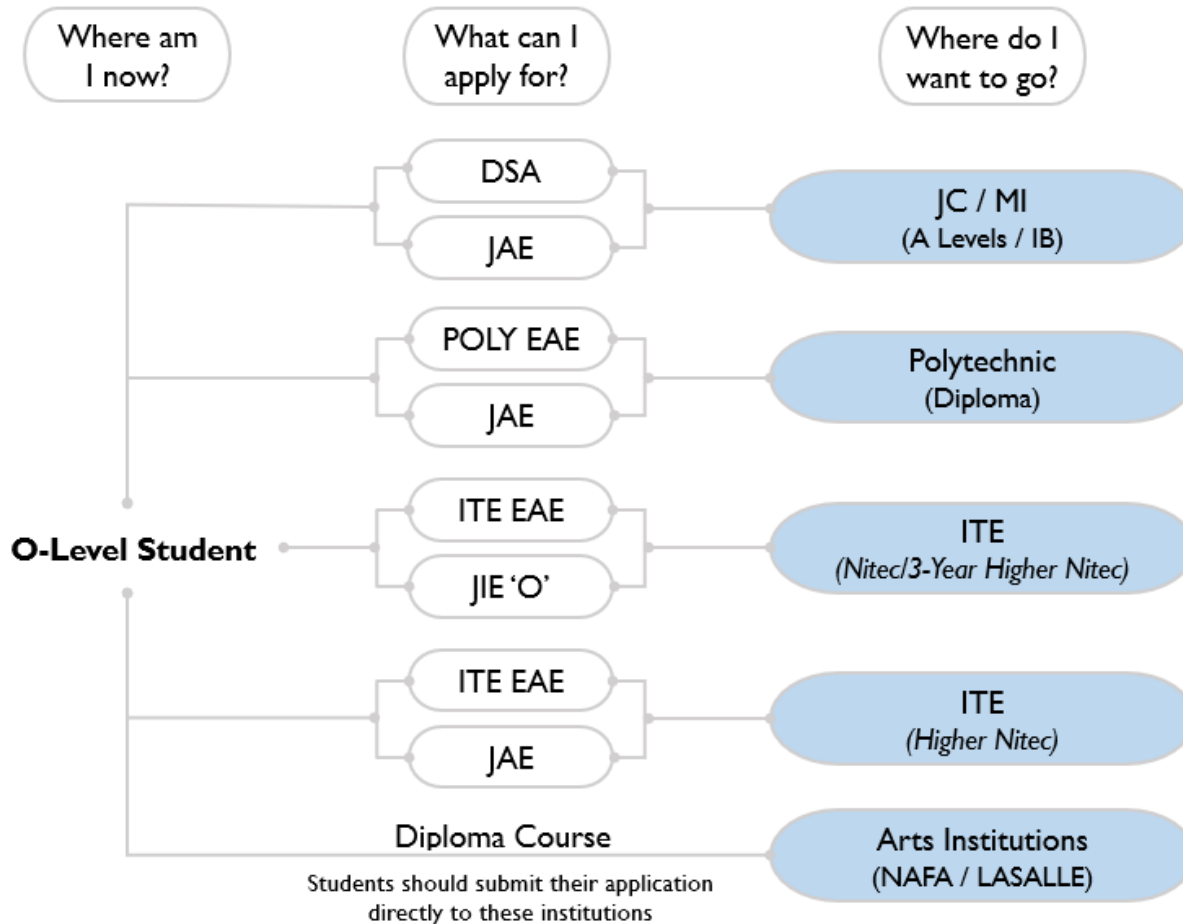 Where am
I now?
What can I
apply for?
Where do I
want to go?
DSA
JAE
JC / MI
(A Levels / IB)
POLY EAE
JAE
Polytechnic
(Diploma)
O-Level Student
ITE EAE
JIE ‘O’
ITE
(Nitec/3-Year Higher Nitec)
ITE EAE
JAE
ITE
(Higher Nitec)
Diploma Course
Students should submit their application
directly to these institutions
Arts Institutions
(NAFA / LASALLE)